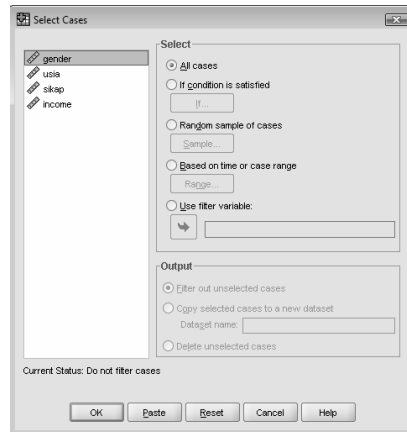 Select Cases
gender
usia
sikap
income
Select
All cases
If condition is satisfied
If...
Random sample of cases
Sample...
Based on time or case range
Range...
Use filter variable:
Output
Filter out unselected cases
Copy selected cases to a new dataset
Dataset name:
Delete unselected cases
Current Status: Do not filter cases
OK Paste Reset Cancel Help